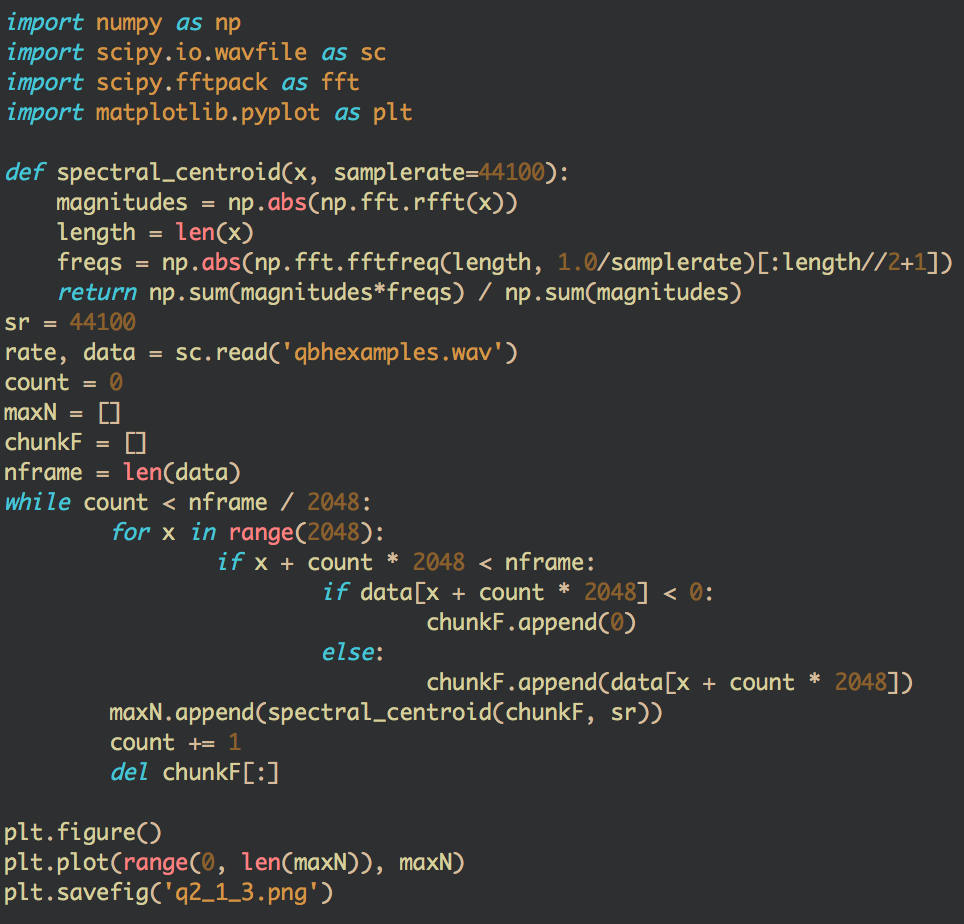 import numpy as np
import scipy.io.wavfile as sc
import scipy.fftpack as fft
import matplotlib.pyplot as plt

def spectral_centroid(x, samplerate=44100):
    magnitudes = np.abs(np.fft.rfft(x))
    length = len(x)
    freqs = np.abs(np.fft.fftfreq(length, 1.0/samplerate)[:length//2+1])
    return np.sum(magnitudes*freqs) / np.sum(magnitudes)
sr = 44100
rate, data = sc.read('qbhexamples.wav')
count = 0
maxN = []
chunkF = []
nframe = len(data)
while count < nframe / 2048:
        for x in range(2048):
                if x + count * 2048 < nframe:
                        if data[x + count * 2048] < 0:
                                chunkF.append(0)
                        else:
                                chunkF.append(data[x + count * 2048])
        maxN.append(spectral_centroid(chunkF, sr))
        count += 1
        del chunkF[:]

plt.figure()
plt.plot(range(0, len(maxN)), maxN)
plt.savefig('q2_1_3.png')